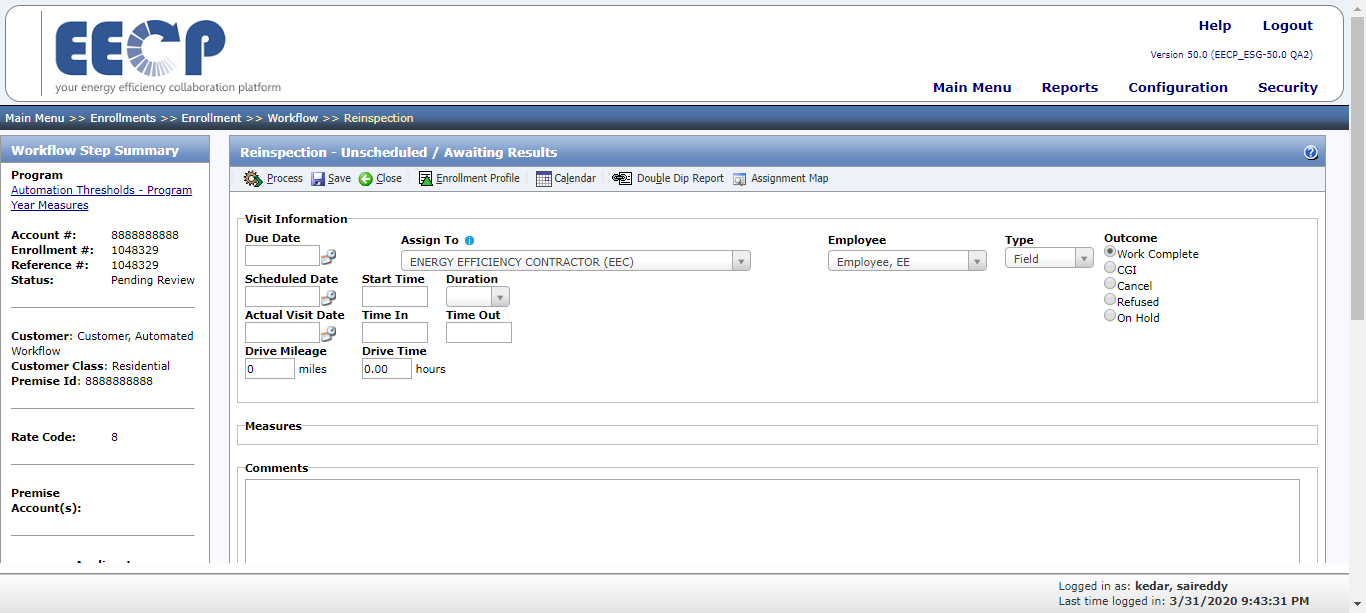 Help Logout
EECP
Version 50.0 (EECP_ESG-50.0 QA2)
your energy efficiency collaboration platform
Main Menu Reports Configuration Security
Main Menu >> Enrollments >> Enrollment >> Workflow >> Reinspection
Workflow Step Summary
Program
Automation Thresholds - Program
Year Measures
Account #: 8888888888
Enrollment #: 1048329
Reference #: 1048329
Status: Pending Review
Customer: Customer, Automated
Workflow
Customer Class: Residential
Premise Id: 8888888888
Rate Code: 8
Premise
Account(s):
Reinspection - Unscheduled / Awaiting Results
Process Save Close Enrollment Profile Calendar Double Dip Report Assignment Map
Visit Information
Due Date
Assign To
ENERGY EFFICIENCY CONTRACTOR (EEC)
Employee
Employee, EE
Type
Field
Outcome
Work Complete
CGI
Cancel
Refused
On Hold
Scheduled Date Start Time Duration
Actual Visit Date Time In Time Out
Drive Mileage Drive Time
0 miles 0.00 hours
Measures
Comments
Logged in as: kedar, saireddy
Last time logged in: 3/31/2020 9:43:31 PM